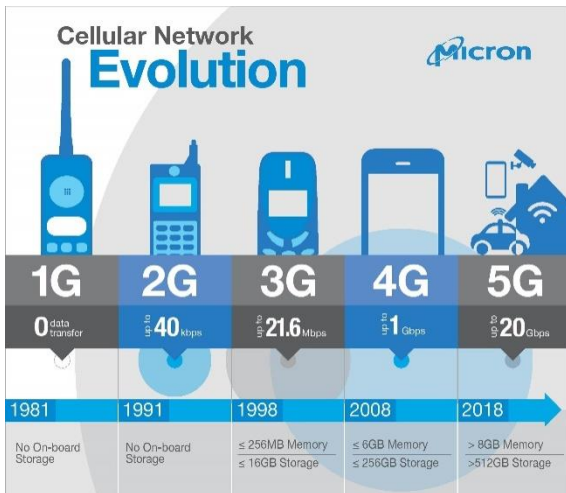 Cellular Network
Evolution
Micron
1G
2G
3G
4G
5G
0 data transfer
up to 40 kbps
up to 21.6 Mbps
up to 1 Gbps
up to 20 Gbps
1981
1991
1998
2008
2018
No On-board
Storage
No On-board
Storage
≤ 256MB Memory
≤ 16GB Storage
≤ 6GB Memory
≤ 256GB Storage
> 8GB Memory
>512GB Storage